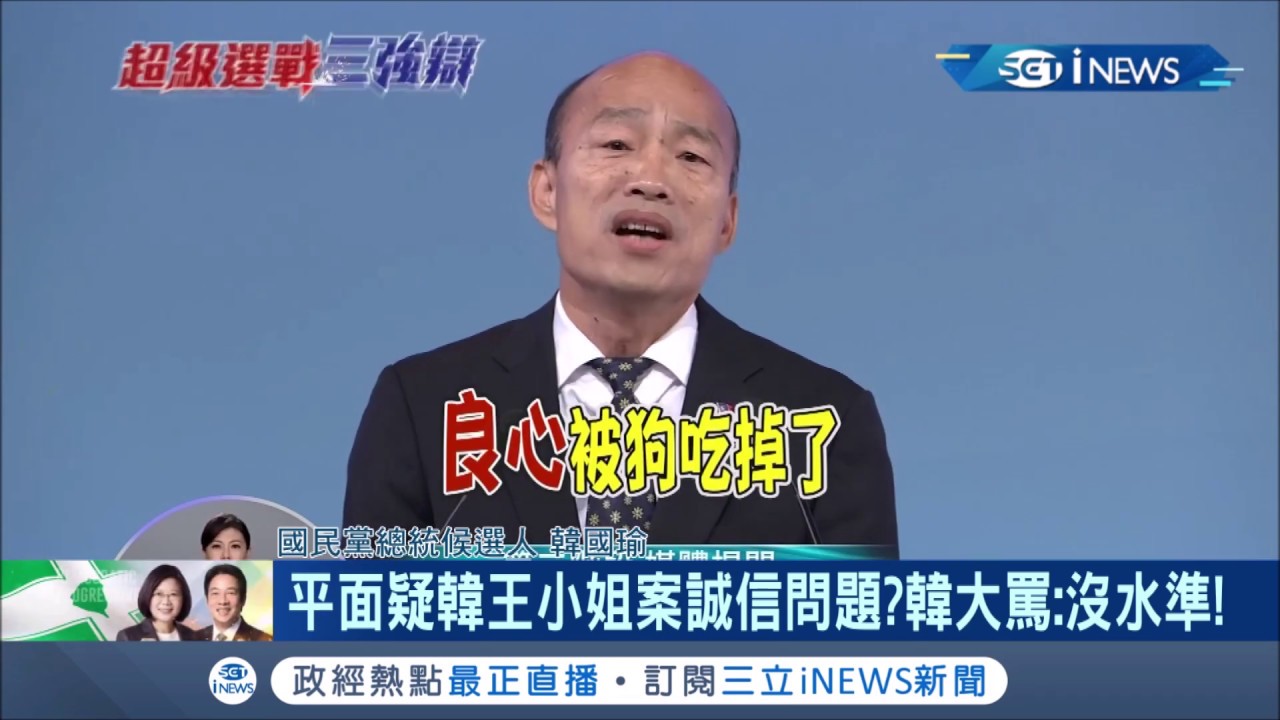 超級選戰三強辯
SET iNEWS
良心被狗吃掉了
國民黨總統候選人 韓國瑜
平面疑韓王小姐案誠信問題?韓大罵:沒水準!
SET iNEWS
政經熱點最正直播・訂閱三立iNEWS新聞